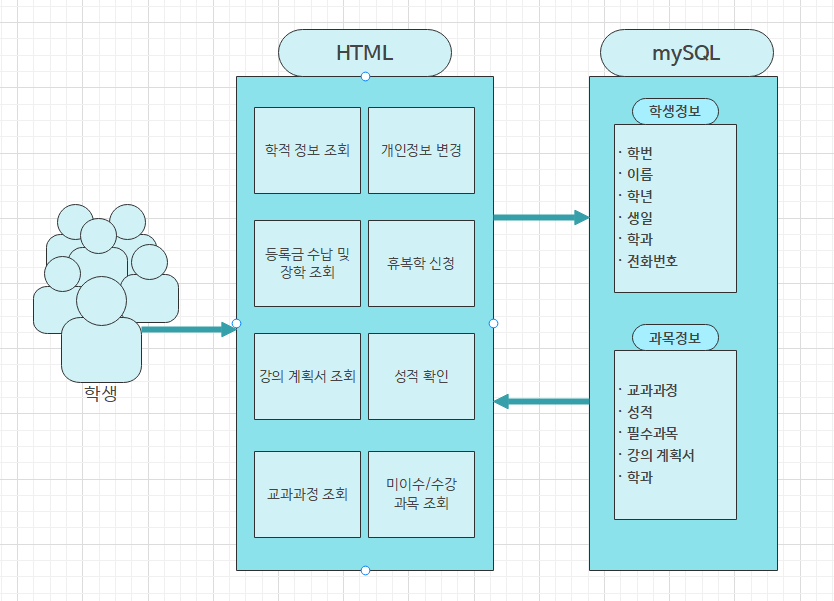 HTML
mySQL
학적 정보 조회
개인정보 변경
등록금 수납 및
장학 조회
휴복학 신청
강의 계획서 조회
성적 확인
교과과정 조회
미이수/수강
과목 조회
학생
학생정보
· 학번
· 이름
· 학년
· 생일
· 학과
· 전화번호
과목정보
· 교과과정
· 성적
· 필수과목
· 강의 계획서
· 학과